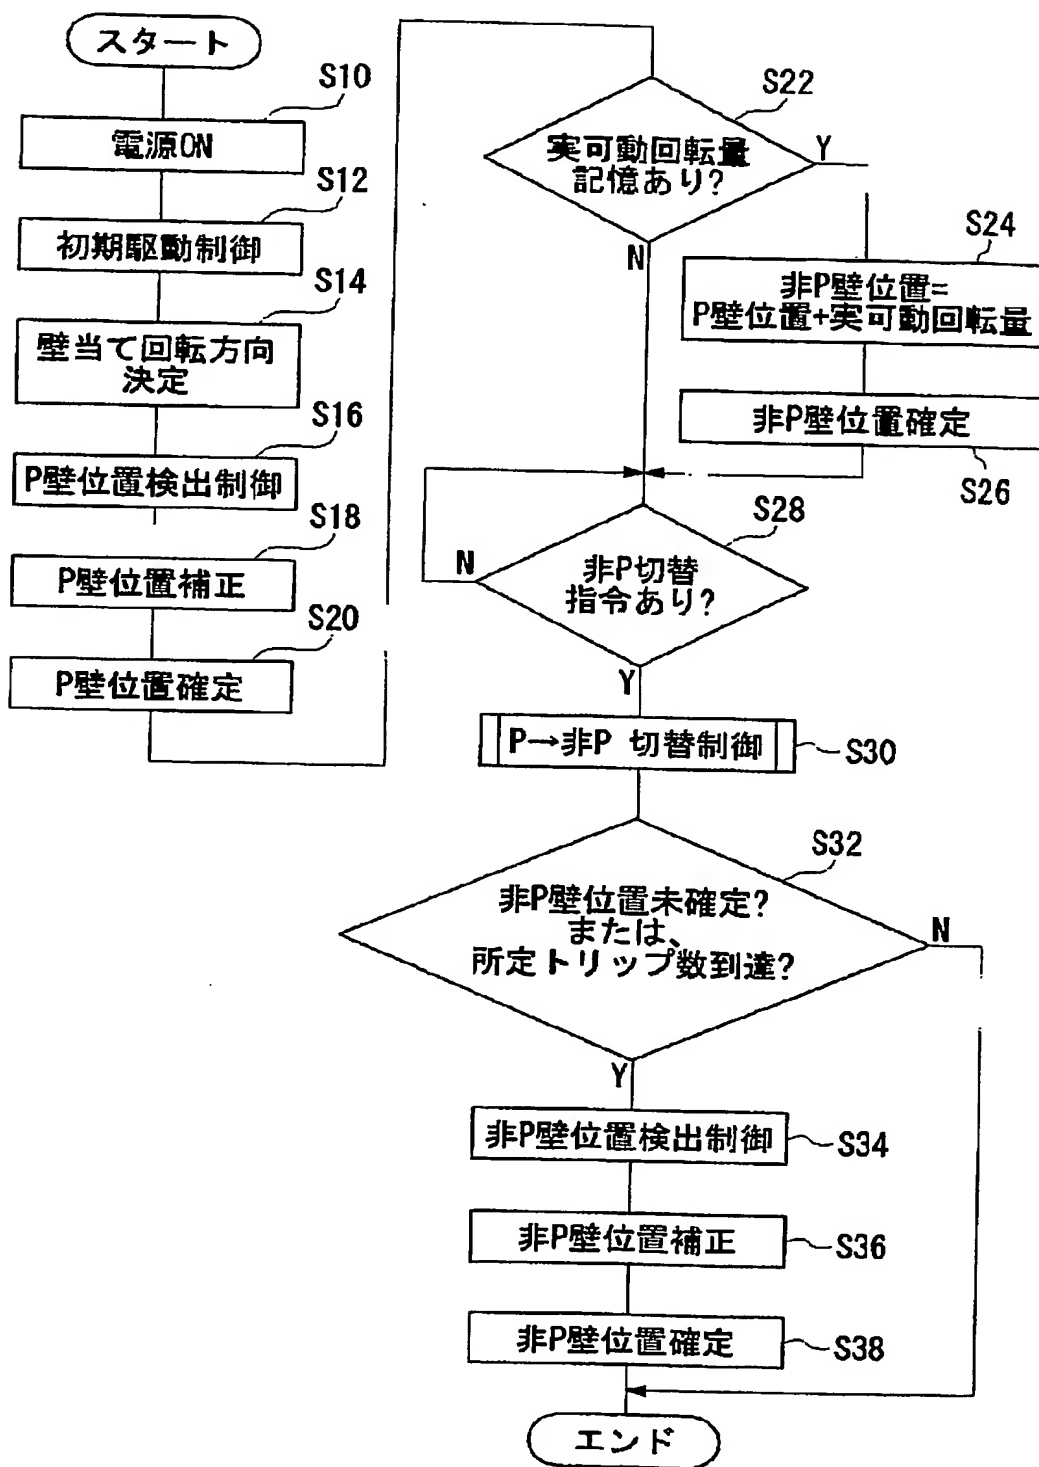 スタート
S10
電源ON
S12
初期駆動制御
S14
壁当て回転方向
決定
S16
P壁位置検出制御
S18
P壁位置補正
S20
P壁位置確定
S22
実可動回転量
記憶あり?
Y
N
S24
非P壁位置=
P壁位置+実可動回転量
非P壁位置確定
S26
S28
非P切替
指令あり?
N
Y
P→非P 切替制御
S30
S32
非P壁位置未確定?
または、
所定トリップ数到達?
N
Y
非P壁位置検出制御
S34
非P壁位置補正
S36
非P壁位置確定
S38
エンド